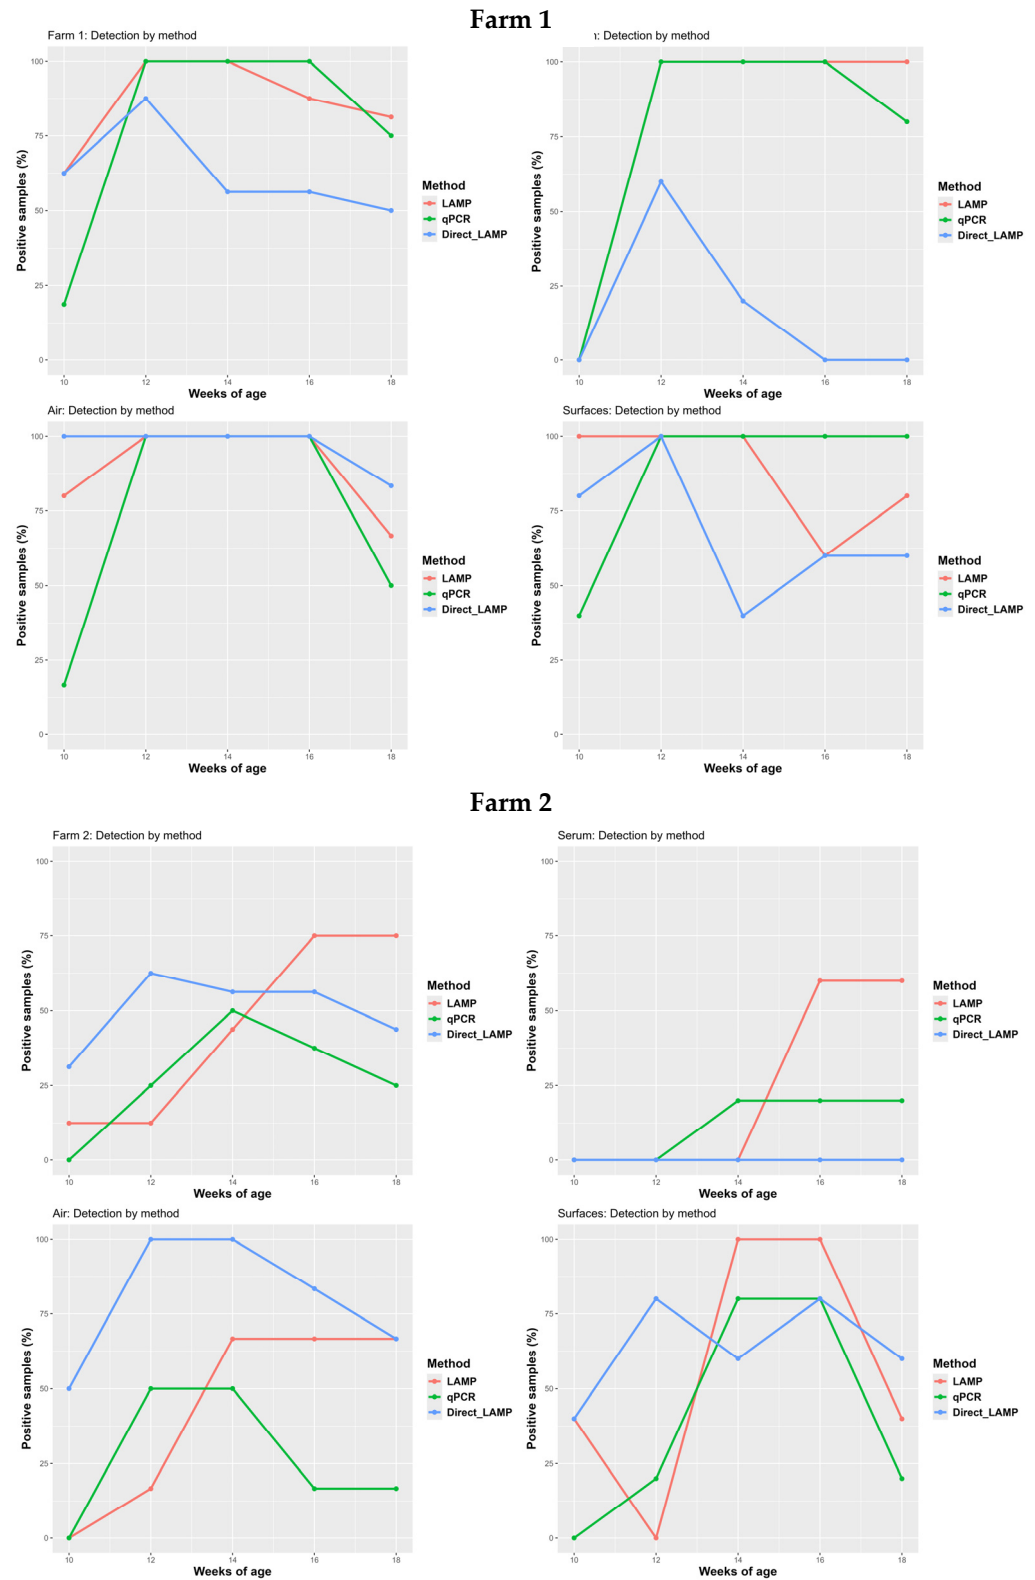 Farm 1
Farm 1: Detection by method
100
75
50
25
0
10 12 14 16 18
Positive samples (%)
Weeks of age
Method
LAMP
qPCR
Direct_LAMP
: Detection by method
100
75
50
25
0
10 12 14 16 18
Positive samples (%)
Weeks of age
Method
LAMP
qPCR
Direct_LAMP
Air: Detection by method
100
75
50
25
0
10 12 14 16 18
Positive samples (%)
Weeks of age
Method
LAMP
qPCR
Direct_LAMP
Surfaces: Detection by method
100
75
50
25
0
10 12 14 16 18
Positive samples (%)
Weeks of age
Method
LAMP
qPCR
Direct_LAMP
Farm 2
Farm 2: Detection by method
100
75
50
25
0
10 12 14 16 18
Positive samples (%)
Weeks of age
Method
LAMP
qPCR
Direct_LAMP
Serum: Detection by method
100
75
50
25
0
10 12 14 16 18
Positive samples (%)
Weeks of age
Method
LAMP
qPCR
Direct_LAMP
Air: Detection by method
100
75
50
25
0
10 12 14 16 18
Positive samples (%)
Weeks of age
Method
LAMP
qPCR
Direct_LAMP
Surfaces: Detection by method
100
75
50
25
0
10 12 14 16 18
Positive samples (%)
Weeks of age
Method
LAMP
qPCR
Direct_LAMP